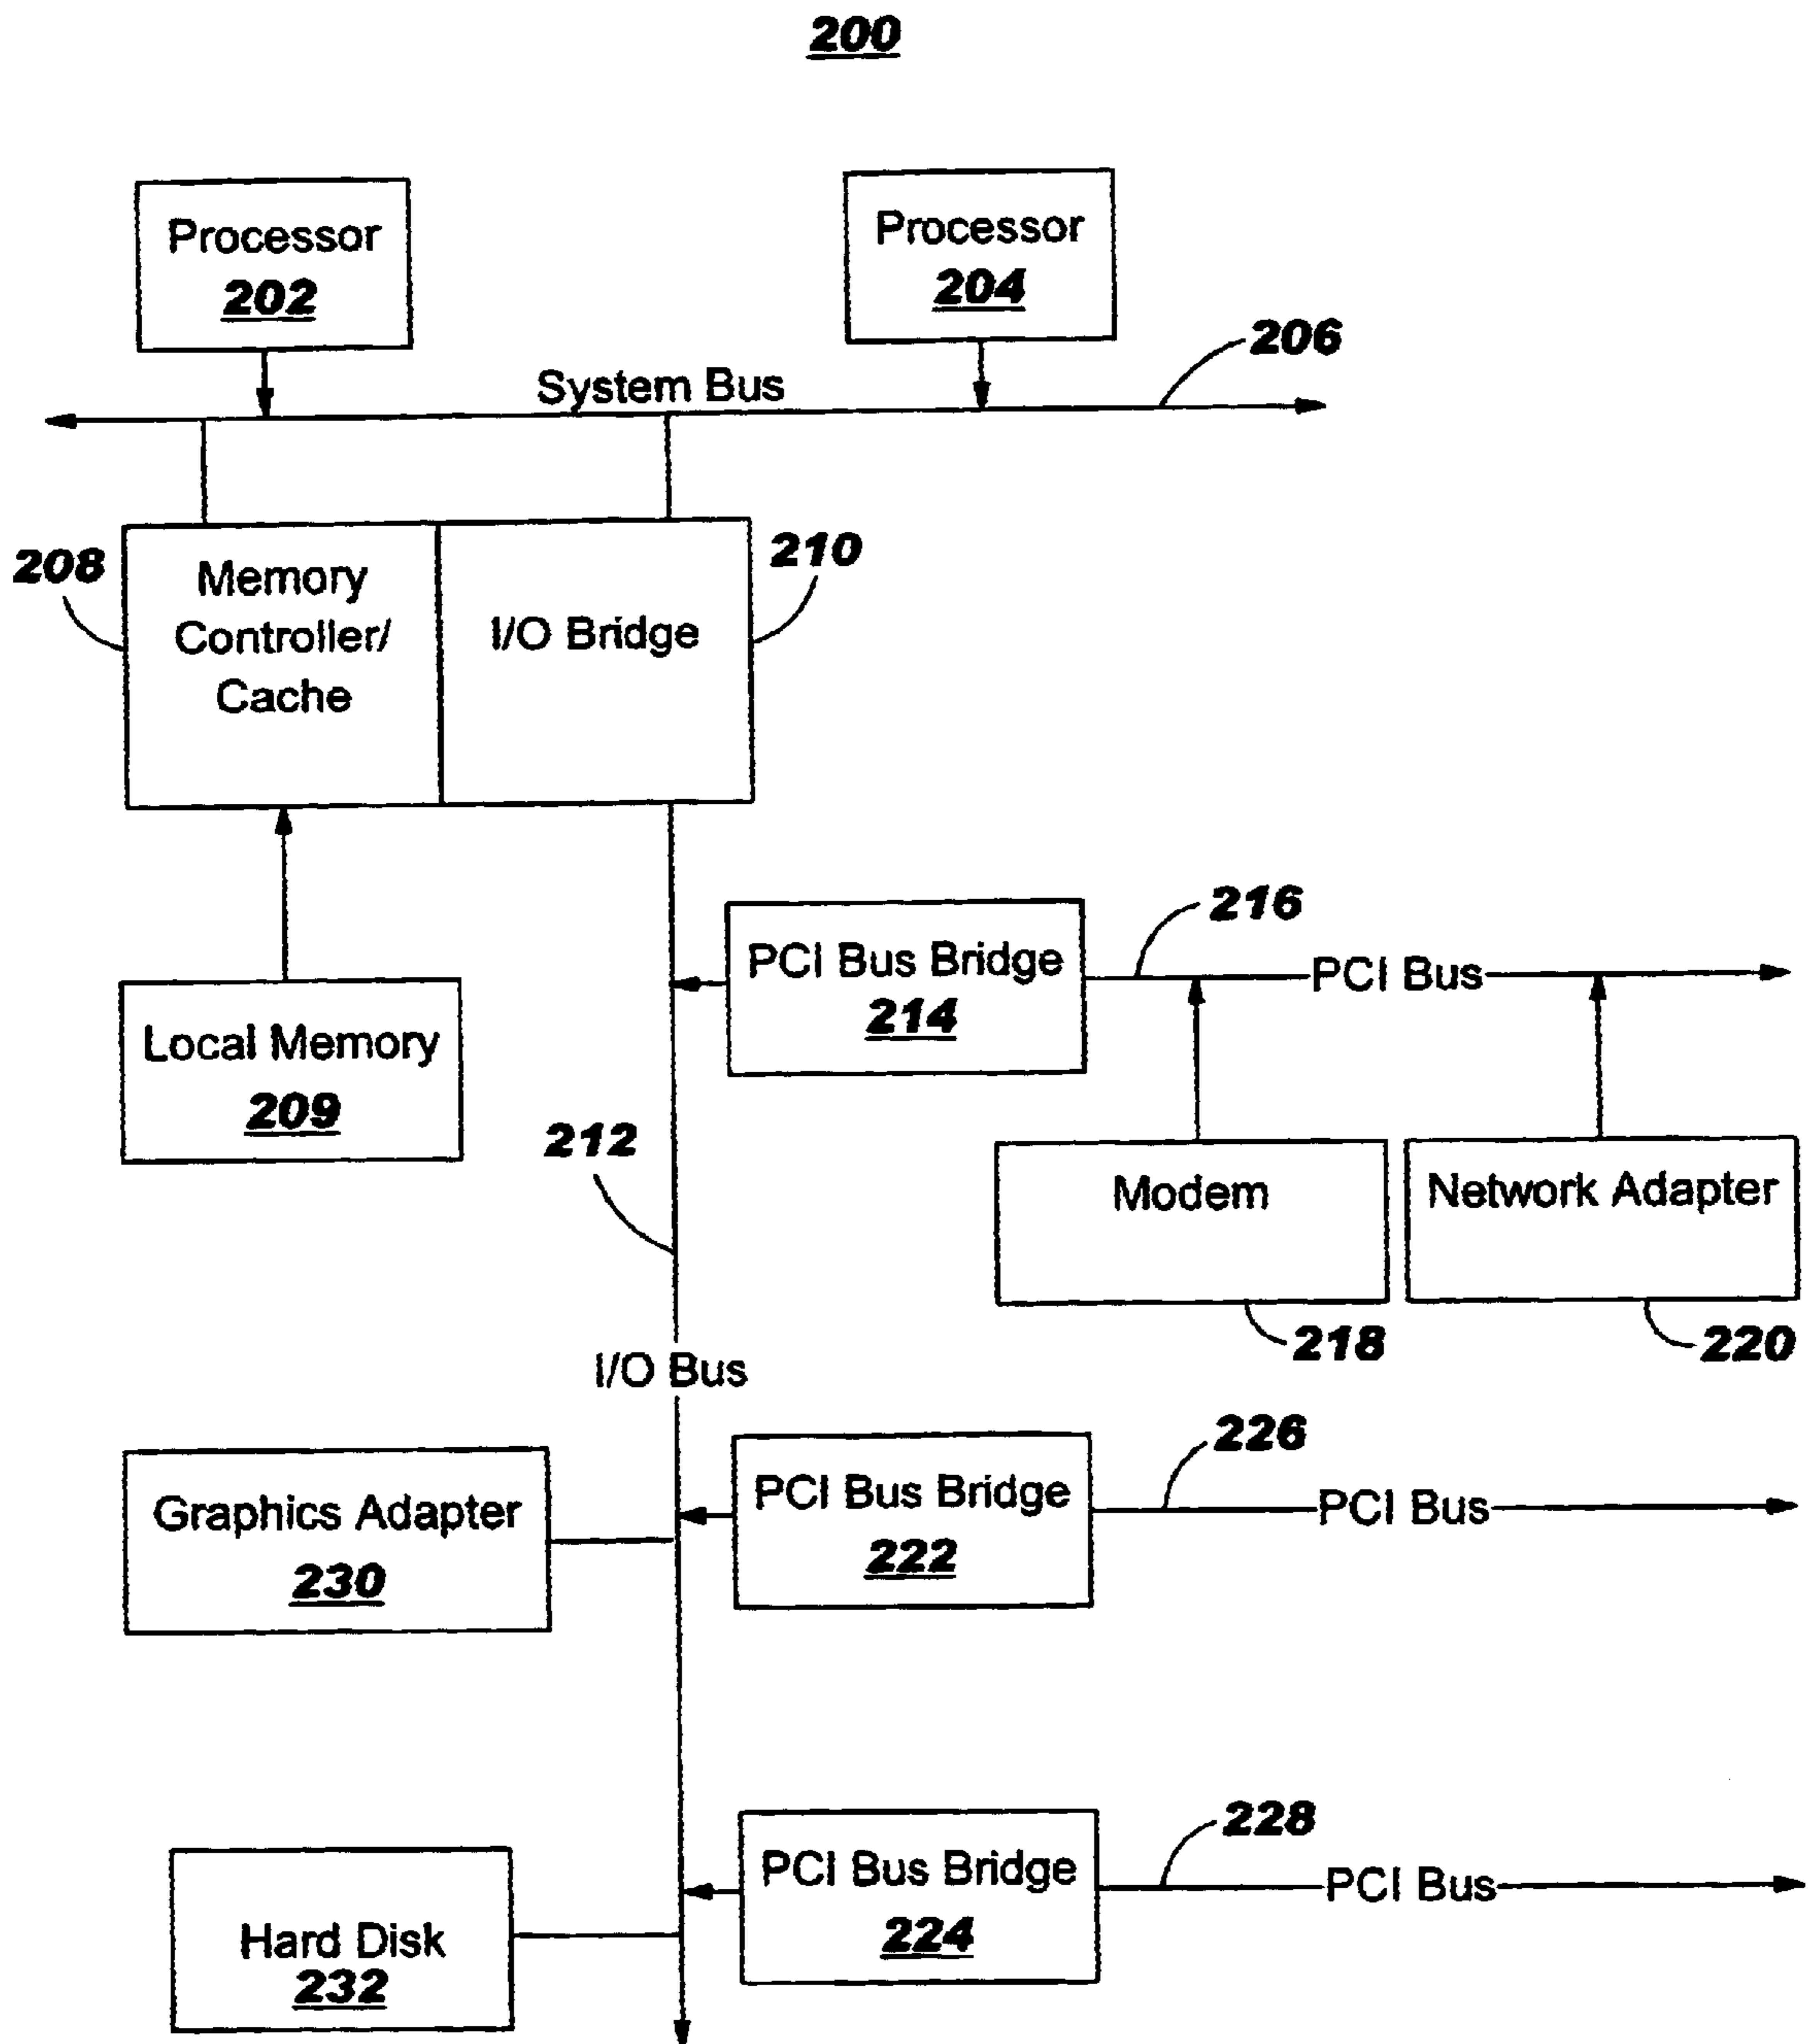 200
Processor
202
Processor
204
206
System Bus
208
Memory
Controller/
Cache
I/O Bridge
210
Local Memory
209
212
PCI Bus Bridge
214
216
PCI Bus
Modem
218
Network Adapter
220
I/O Bus
Graphics Adapter
230
PCI Bus Bridge
222
226
PCI Bus
Hard Disk
232
PCI Bus Bridge
224
228
PCI Bus